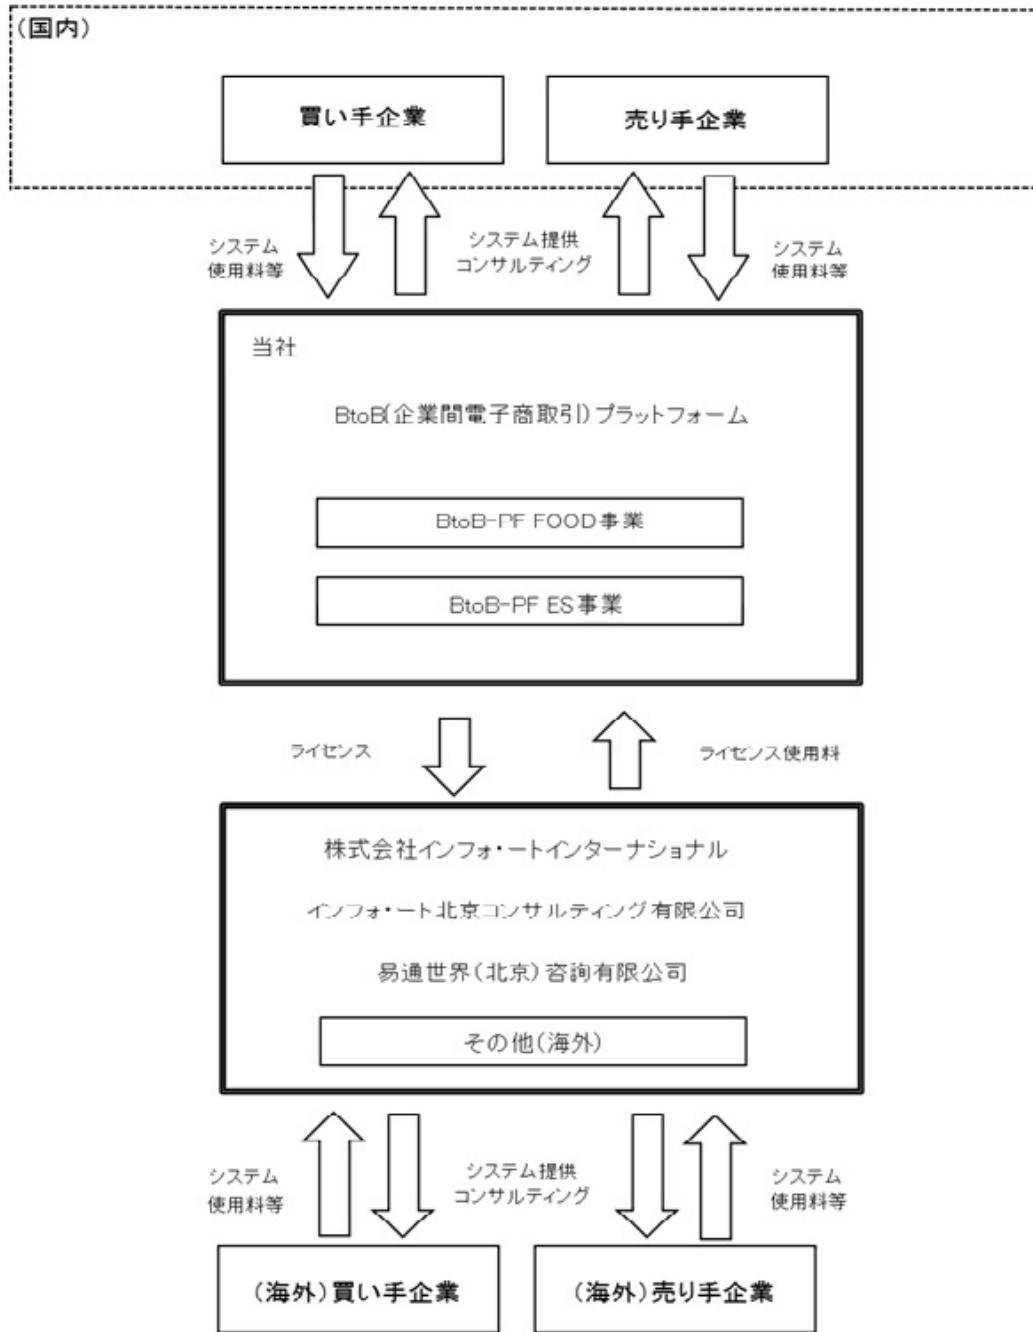 (国内)
買い手企業
売り手企業
システム
使用料等
システム提供
コンサルティング
システム
使用料等
当社
BtoB(企業間電子商取引)プラットフォーム
BtoB-PF FOOD事業
BtoB-PF ES事業
ライセンス
ライセンス使用料
株式会社インフォ・ートインターナショナル
インフォ・ート北京コンサルティング有限公司
易通世界(北京)咨詢有限公司
その他(海外)
システム
使用料等
システム提供
コンサルティング
システム
使用料等
(海外)買い手企業
(海外)売り手企業